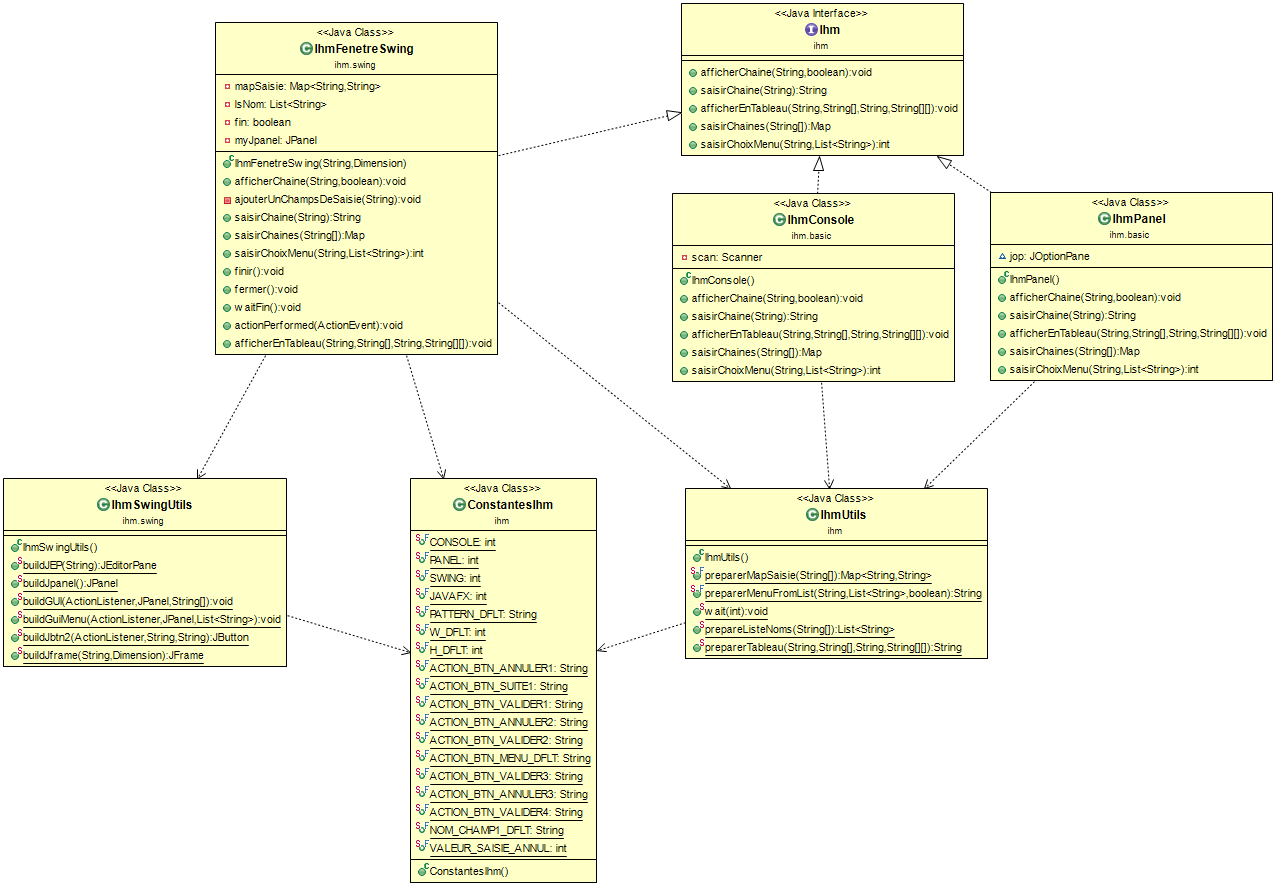 <<Java Class>>
IhmFenetreSwing
ihm.swing
mapSaisie: Map<String,String>
lsNom: List<String>
fin: boolean
myJpanel: JPanel
IhmFenetreSwing(String,Dimension)
afficherChaine(String,boolean):void
ajouterUnChampsDeSaisie(String):void
saisirChaine(String):String
saisirChaines(String[]):Map
saisirChoixMenu(String,List<String>):int
finir():void
fermer():void
waitFin():void
actionPerformed(ActionEvent):void
afficherEnTableau(String,String[],String,String[][]):void
<<Java Interface>>
Ihm
ihm
afficherChaine(String,boolean):void
saisirChaine(String):String
afficherEnTableau(String,String[],String,String[][]):void
saisirChaines(String[]):Map
saisirChoixMenu(String,List<String>):int
<<Java Class>>
IhmConsole
ihm.basic
scan: Scanner
IhmConsole()
afficherChaine(String,boolean):void
saisirChaine(String):String
afficherEnTableau(String,String[],String,String[][]):void
saisirChaines(String[]):Map
saisirChoixMenu(String,List<String>):int
<<Java Class>>
IhmPanel
ihm.basic
jop: JOptionPane
IhmPanel()
afficherChaine(String,boolean):void
saisirChaine(String):String
afficherEnTableau(String,String[],String,String[][]):void
saisirChaines(String[]):Map
saisirChoixMenu(String,List<String>):int
<<Java Class>>
IhmSwingUtils
ihm.swing
IhmSwingUtils()
buildJEP(String):JEditorPane
buildJpanel():JPanel
buildGUI(ActionListener,JPanel,String[]):void
buildGuiMenu(ActionListener,JPanel,List<String>):void
buildJbtn2(ActionListener,String,String):JButton
buildJframe(String,Dimension):JFrame
<<Java Class>>
ConstantesIhm
ihm
CONSOLE: int
PANEL: int
SWING: int
JAVAFX: int
PATTERN_DFLT: String
W_DFLT: int
H_DFLT: int
ACTION_BTN_ANNULER1: String
ACTION_BTN_SUITE1: String
ACTION_BTN_VALIDER1: String
ACTION_BTN_ANNULER2: String
ACTION_BTN_VALIDER2: String
ACTION_BTN_MENU_DFLT: String
ACTION_BTN_VALIDER3: String
ACTION_BTN_ANNULER3: String
ACTION_BTN_VALIDER4: String
NOM_CHAMP1_DFLT: String
VALEUR_SAISIE_ANNUL: int
ConstantesIhm()
<<Java Class>>
IhmUtils
ihm
IhmUtils()
preparerMapSaisie(String[]):Map<String,String>
preparerMenuFromList(String,List<String>,boolean):String
wait(int):void
prepareListeNoms(String[]):List<String>
preparerTableau(String,String[],String,String[][]):String